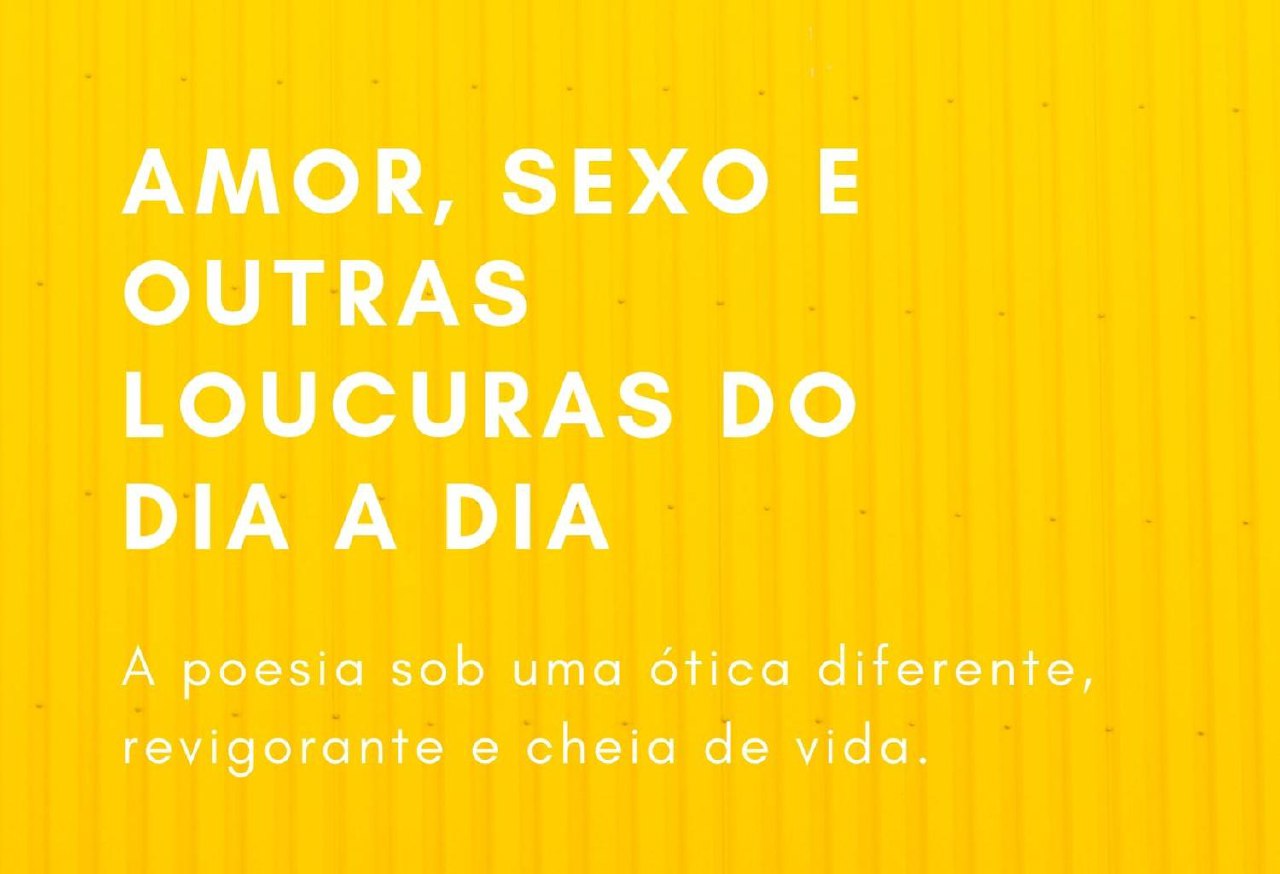 AMOR, SEXO E
OUTRAS
LOUCURAS DO
DIA A DIA
A poesia sob uma ótica diferente,
revigorante e cheia de vida.